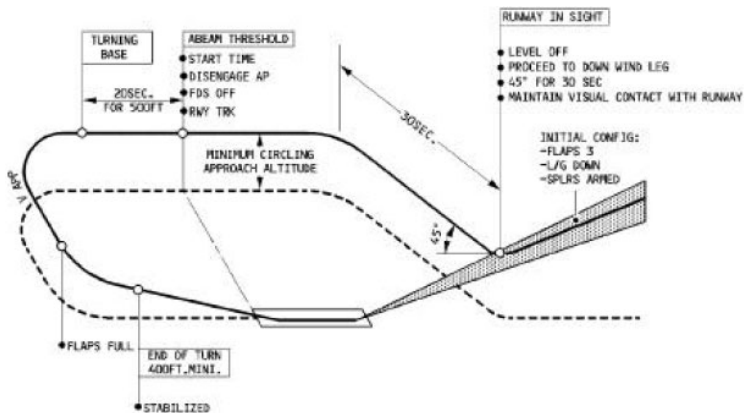 RUNWAY IN SIGHT
● LEVEL OFF
● PROCEED TO DOWN WIND LEG
● 45° FOR 30 SEC
● MAINTAIN VISUAL CONTACT WITH RUNWAY
TURNING
BASE
ABEAM THRESHOLD
● START TIME
● DISENGAGE AP
● FDS OFF
● RWY TRK
20SEC.
FOR 500FT
30SEC.
MINIMUM CIRCLING
APPROACH ALTITUDE
INITIAL CONFIG:
-FLAPS 3
-L/G DOWN
-SPLRS ARMED
V APP
45°
● FLAPS FULL
END OF TURN
400FT.MINI.
● STABILIZED